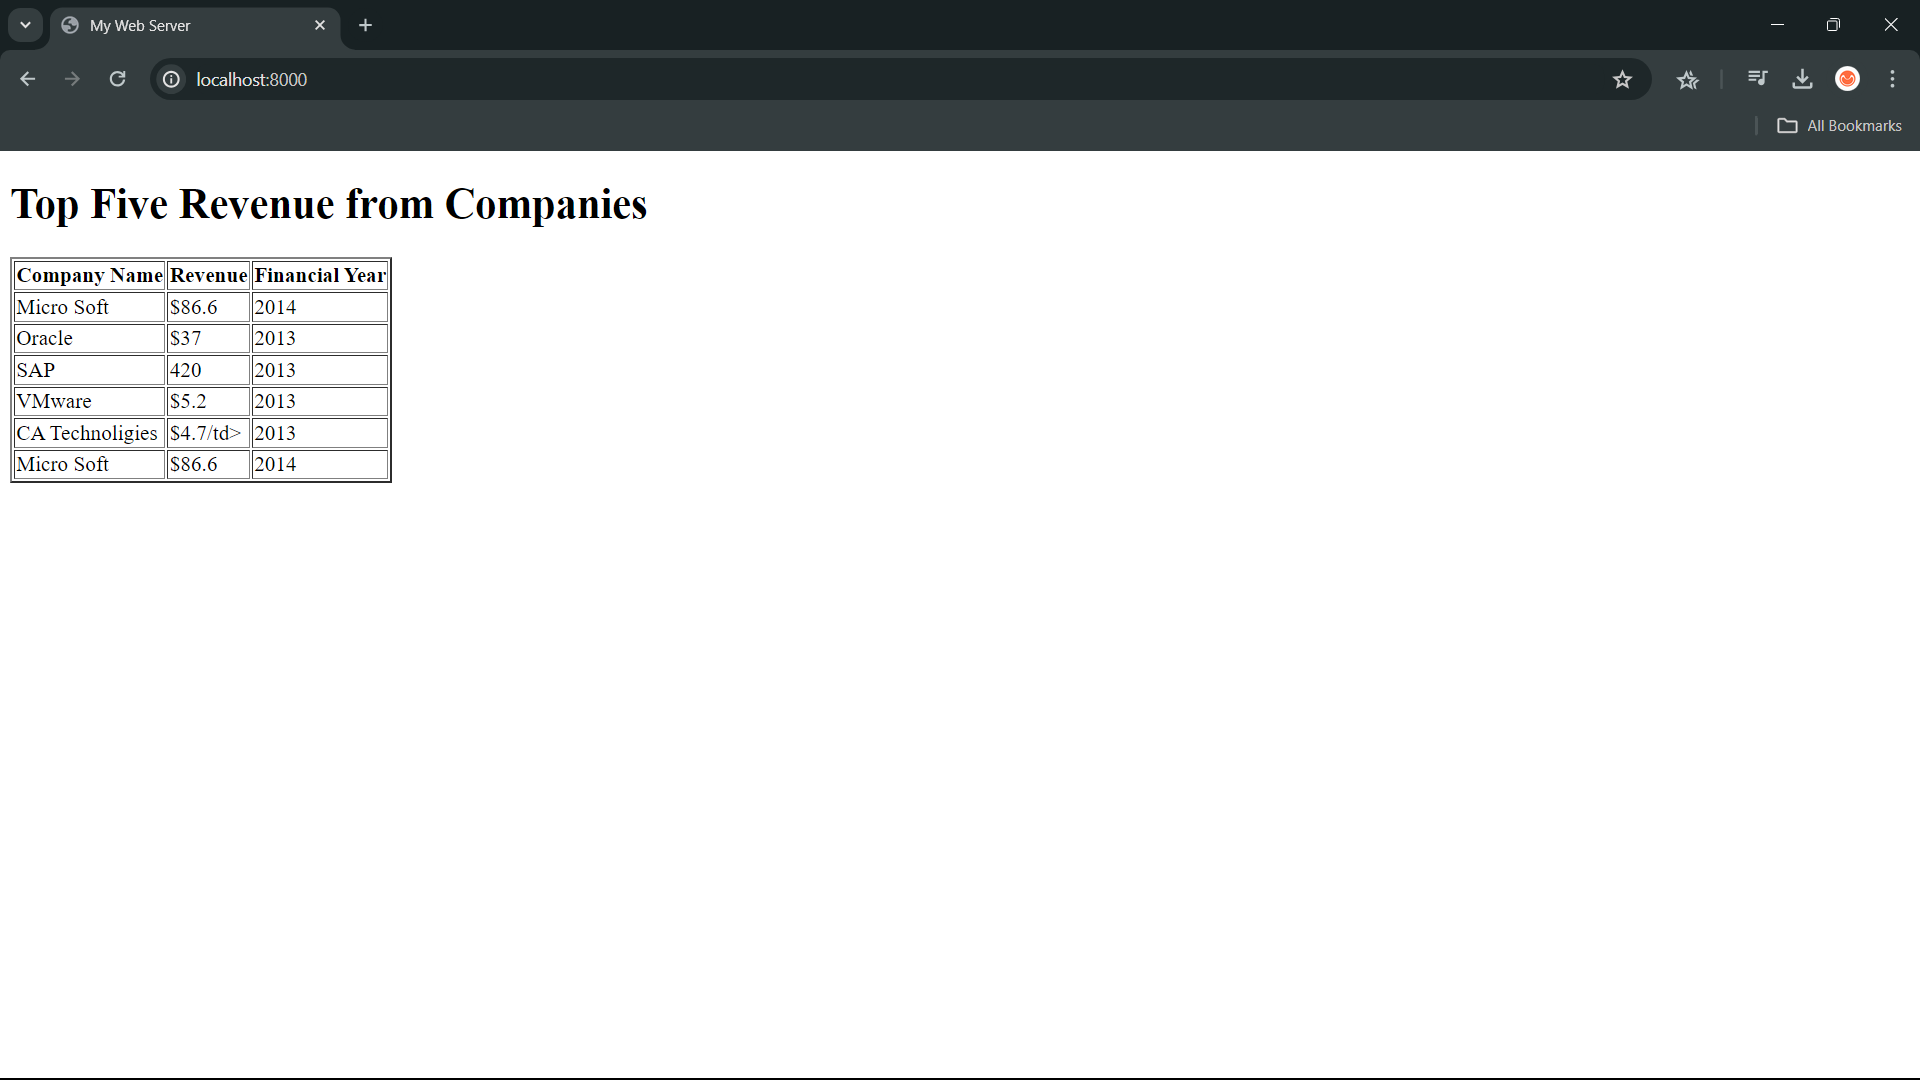 My Web Server
localhost:8000
All Bookmarks
Top Five Revenue from Companies
Company Name Revenue Financial Year
Micro Soft $86.6 2014
Oracle $37 2013
SAP 420 2013
VMware $5.2 2013
CA Technoligies $4.7/td> 2013
Micro Soft $86.6 2014